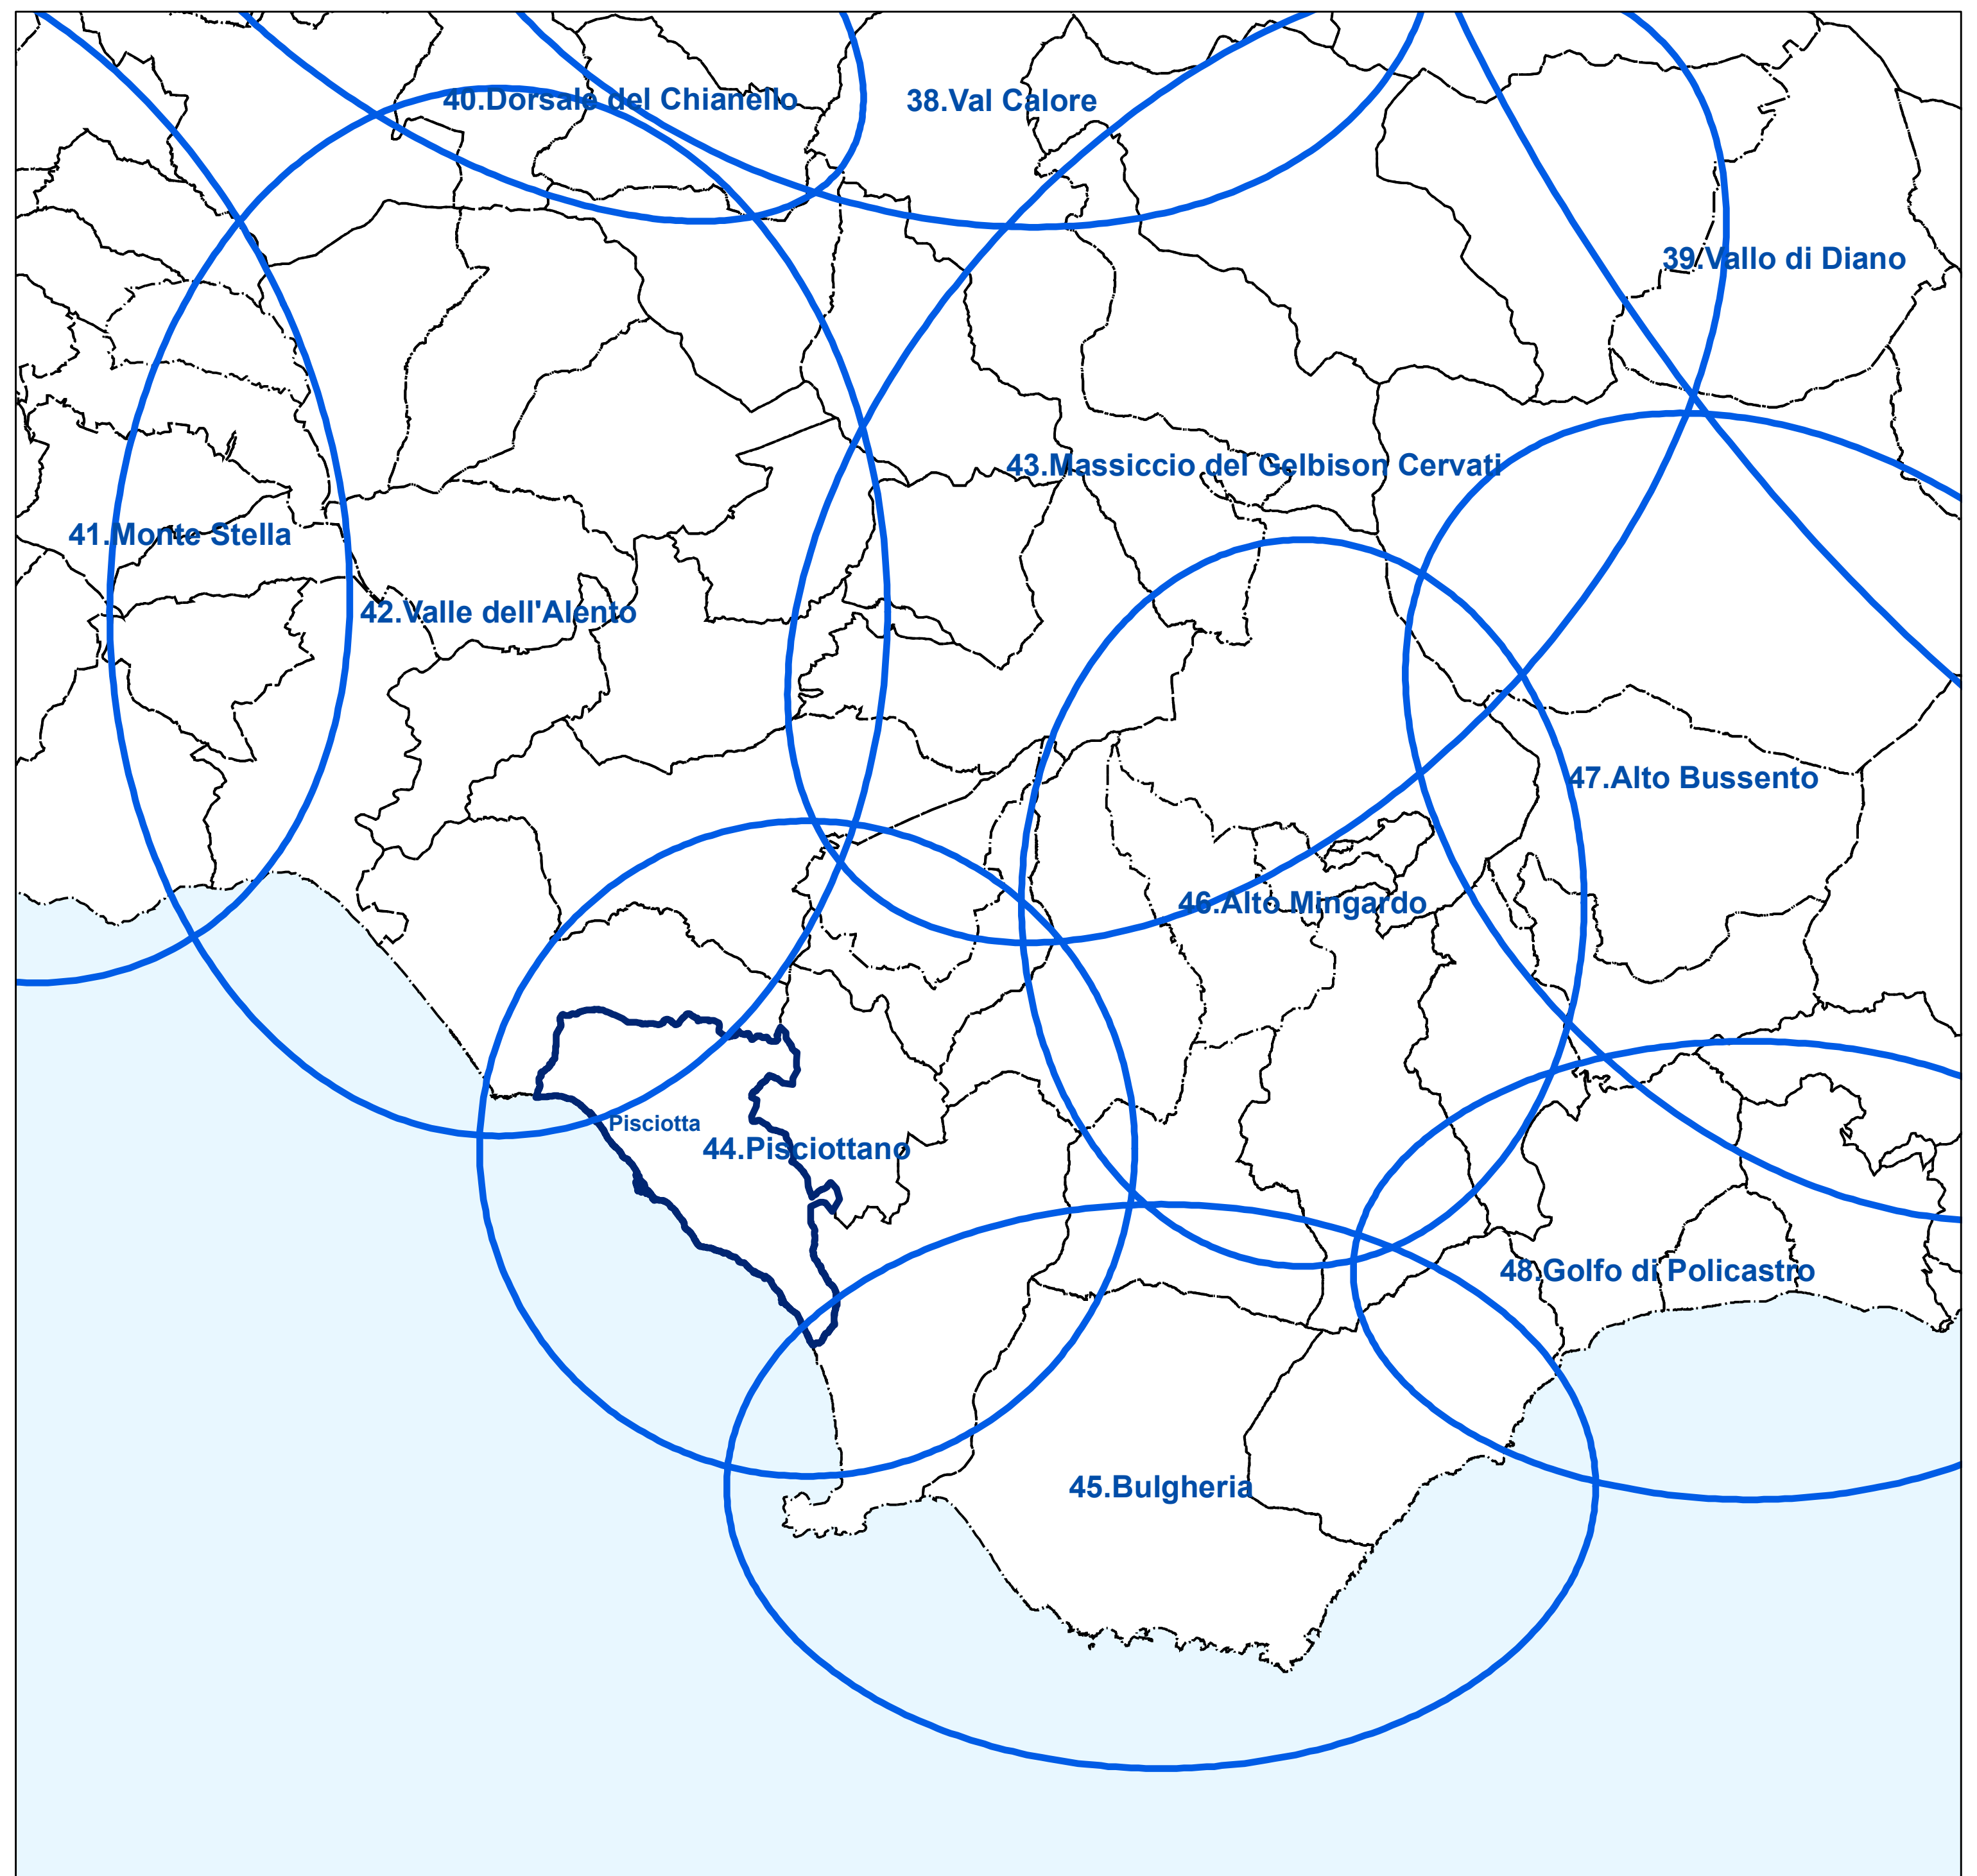 40.Dorsale del Chianello
38.Val Calore
39.Vallo di Diano
43.Massiccio del Gelbison Cervati
41.Monte Stella
42.Valle dell'Alento
47.Alto Bussento
46.Alto Mingardo
Pisciotta
44.Pisciottano
48.Golfo di Policastro
45.Bulgheria